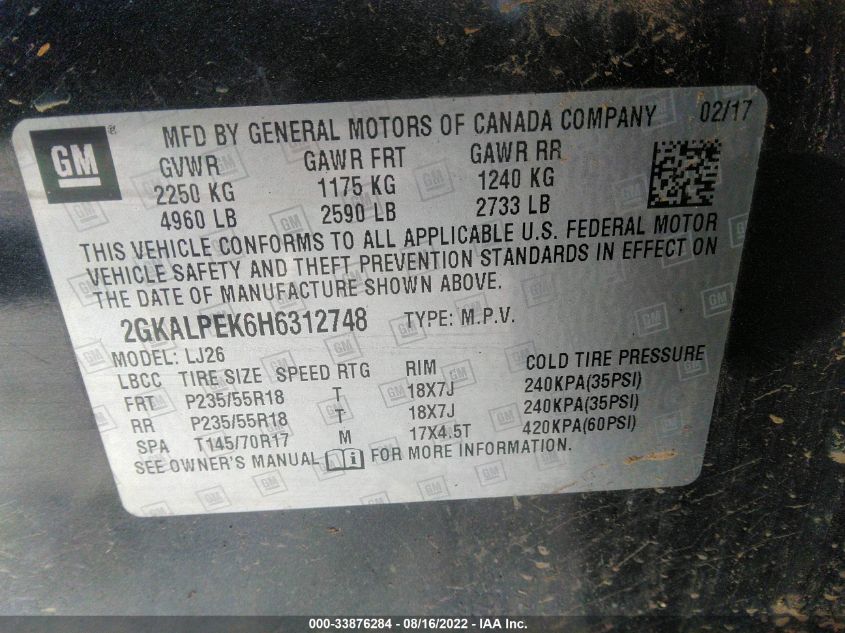 GM
MFD BY GENERAL MOTORS OF CANADA COMPANY 02/17
GVWR GAWR FRT GAWR RR
2250 KG 1175 KG 1240 KG
4960 LB 2590 LB 2733 LB
THIS VEHICLE CONFORMS TO ALL APPLICABLE U.S. FEDERAL MOTOR
VEHICLE SAFETY AND THEFT PREVENTION STANDARDS IN EFFECT ON
THE DATE OF MANUFACTURE SHOWN ABOVE.
2GKALPEK6H6312748 TYPE: M.P.V.
MODEL: LJ26
LBCC TIRE SIZE SPEED RTG RIM COLD TIRE PRESSURE
FRT P235/55R18 T 18X7J 240KPA(35PSI)
RR P235/55R18 T 18X7J 240KPA(35PSI)
SPA T145/70R17 M 17X4.5T 420KPA(60PSI)
SEE OWNER'S MANUAL FOR MORE INFORMATION.
000-33876284 - 08/16/2022 - IAA Inc.